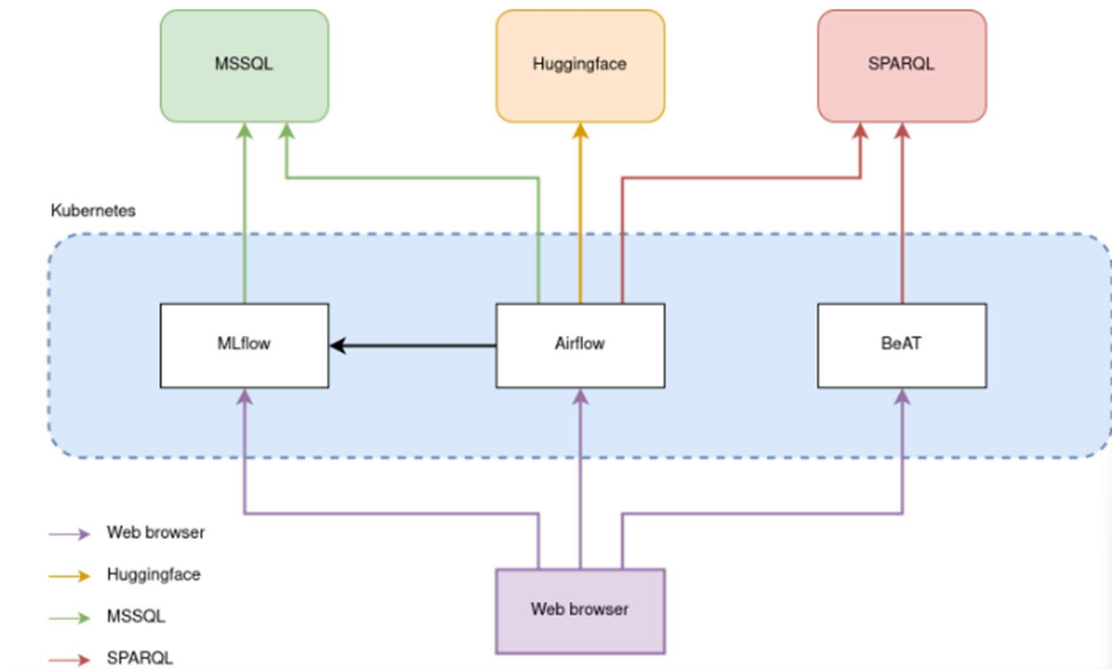 MSSQL
Huggingface
SPARQL
Kubernetes
MLflow
Airflow
BeAT
Web browser
Web browser
Huggingface
MSSQL
SPARQL